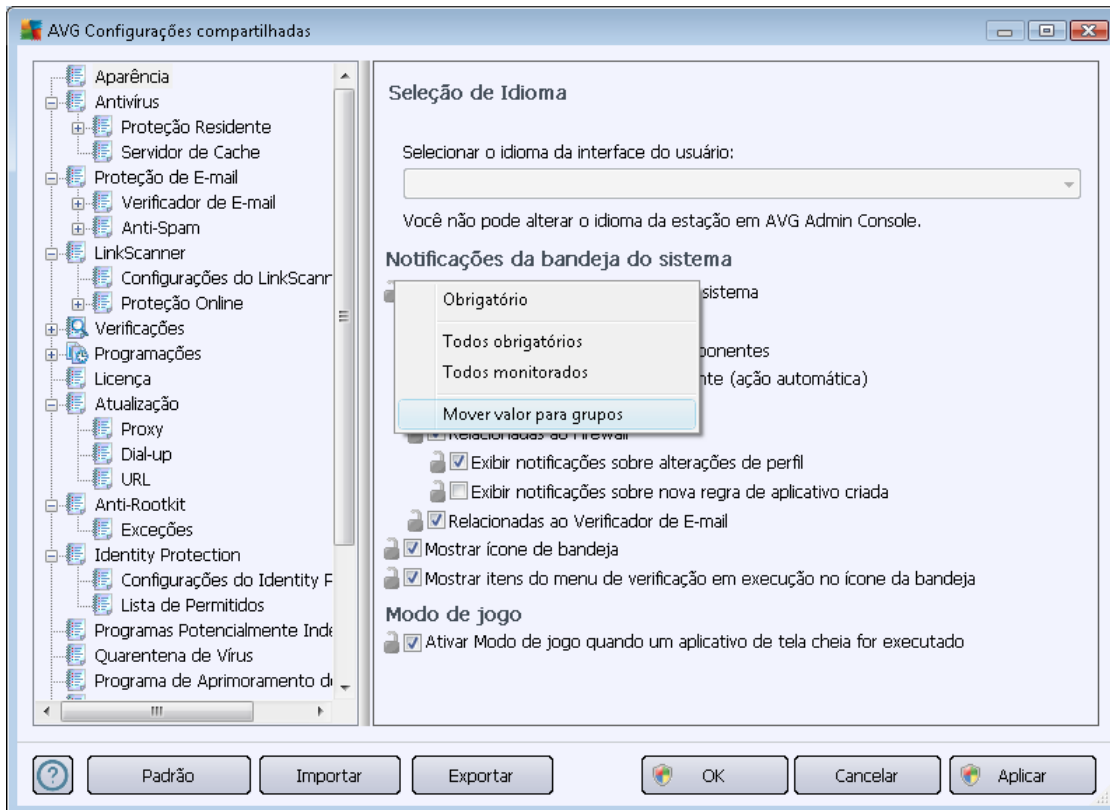 AVG Configurações compartilhadas
Aparência
Antivírus
Proteção Residente
Servidor de Cache
Proteção de E-mail
Verificador de E-mail
Anti-Spam
LinkScanner
Configurações do LinkScanr
Proteção Online
Verificações
Programações
Licença
Atualização
Proxy
Dial-up
URL
Anti-Rootkit
Exceções
Identity Protection
Configurações do Identity P
Lista de Permitidos
Programas Potencialmente Inde
Quarentena de Vírus
Programa de Aprimoramento d
Seleção de Idioma
Selecionar o idioma da interface do usuário:
Você não pode alterar o idioma da estação em AVG Admin Console.
Notificações da bandeja do sistema
sistema
Obrigatório
Todos obrigatórios
ponentes
Todos monitorados
nte (ação automática)
Mover valor para grupos
Relacionadas ao Firewall
Exibir notificações sobre alterações de perfil
Exibir notificações sobre nova regra de aplicativo criada
Relacionadas ao Verificador de E-mail
Mostrar ícone de bandeja
Mostrar itens do menu de verificação em execução no ícone da bandeja
Modo de jogo
Ativar Modo de jogo quando um aplicativo de tela cheia for executado
Padrão
Importar
Exportar
OK
Cancelar
Aplicar